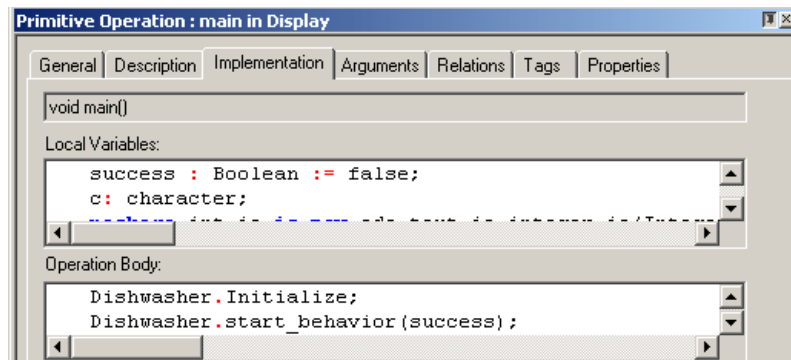 Primitive Operation : main in Display
General Description Implementation Arguments Relations Tags Properties
void main()
Local Variables:
success : Boolean := false;
c: character;
Operation Body:
Dishwasher.Initialize;
Dishwasher.start_behavior(success);